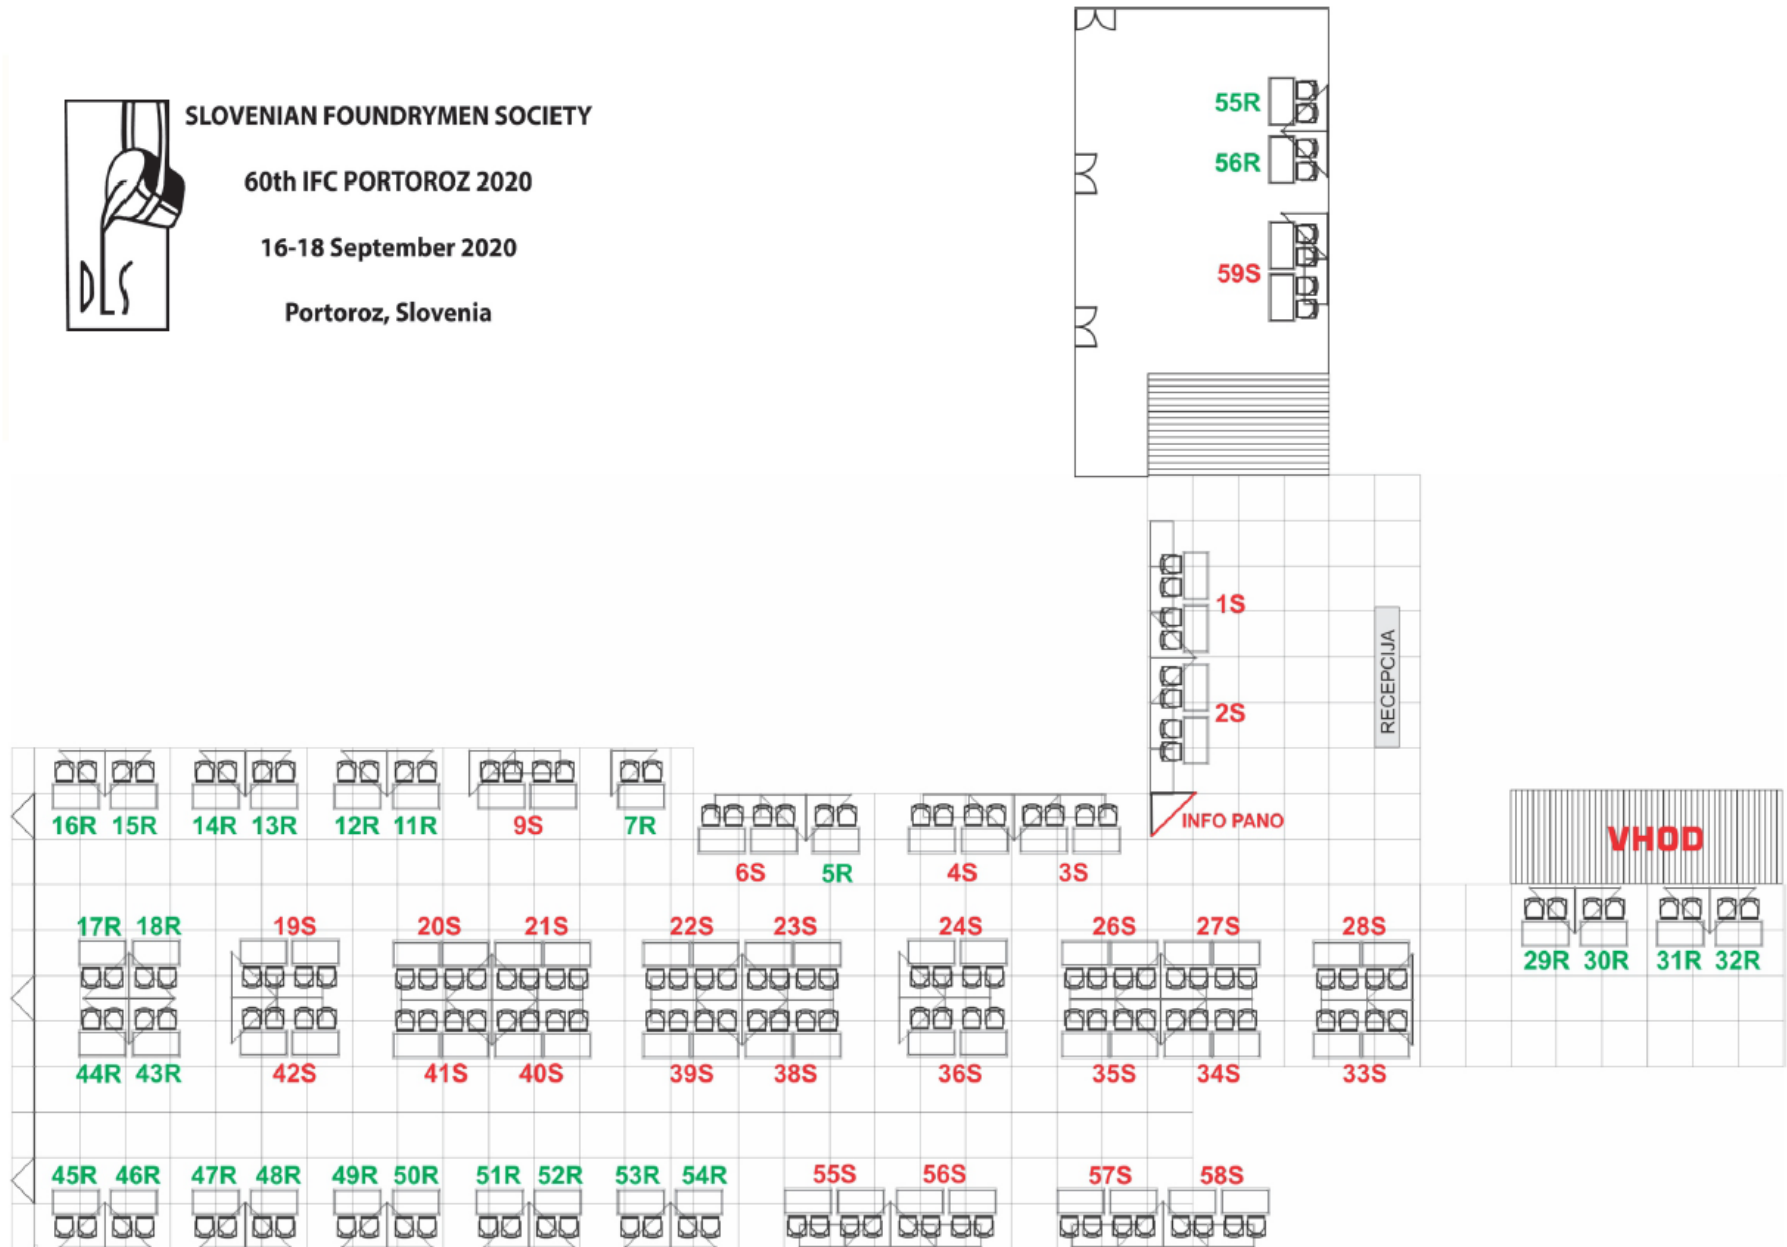 SLOVENIAN FOUNDRYMEN SOCIETY
60th IFC PORTOROZ 2020
16-18 September 2020
Portoroz, Slovenia
DLS
55R
56R
59S
1S
2S
RECEPCIJA
INFO PANO
VHOD
16R 15R 14R 13R 12R 11R 9S 7R
6S 5R 4S 3S
17R 18R 19S 20S 21S 22S 23S 24S 26S 27S 28S
29R 30R 31R 32R
44R 43R 42S 41S 40S 39S 38S 36S 35S 34S 33S
45R 46R 47R 48R 49R 50R 51R 52R 53R 54R 55S 56S 57S 58S